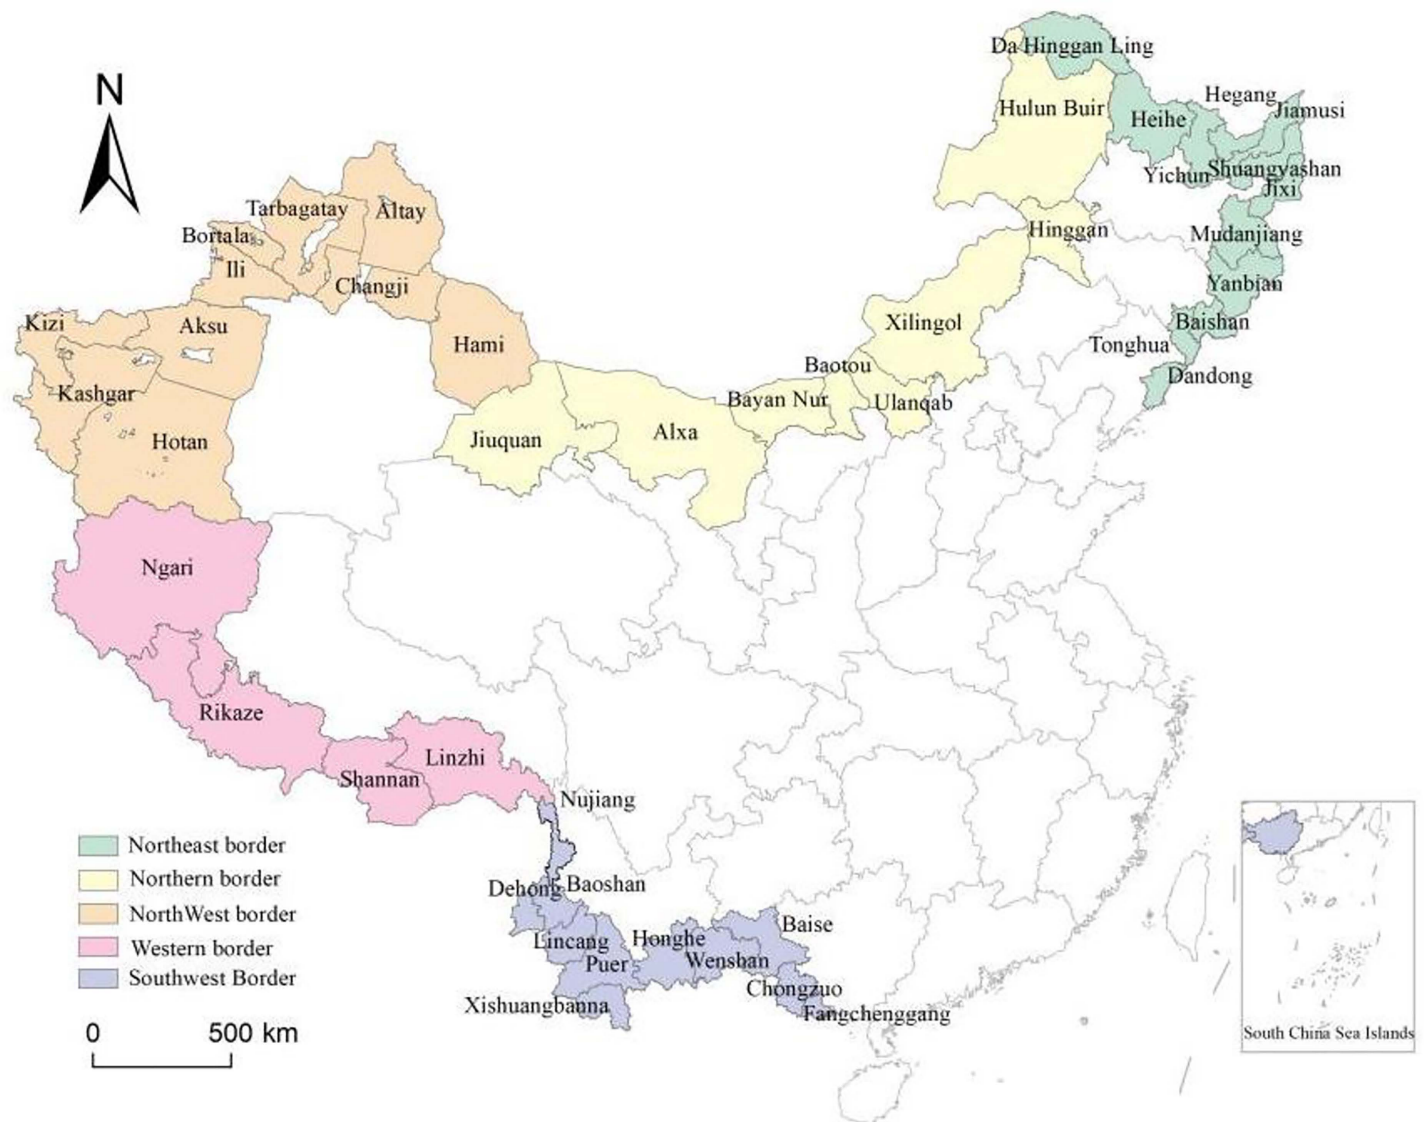 N
Da Hinggan Ling
Hulun Buir
Heihe
Hegang
Jiamusi
Yichun
Shuangyashan
Jixi
Hinggan
Mudanjiang
Yanbian
Baishan
Tonghua
Dandong
Xilingol
Baotou
Bayan Nur
Ulanqab
Alxa
Jiuquan
Tarbagatay
Altay
Bortala
Ili
Changji
Kizi
Aksu
Hami
Kashgar
Hotan
Ngari
Rikaze
Shannan
Linzhi
Nujiang
Dehong
Baoshan
Lincang
Honghe
Baise
Puer
Wenshan
Xishuangbanna
Chongzuo
Fangchenggang
Northeast border
Northern border
NorthWest border
Western border
Southwest Border
0 500 km
South China Sea Islands